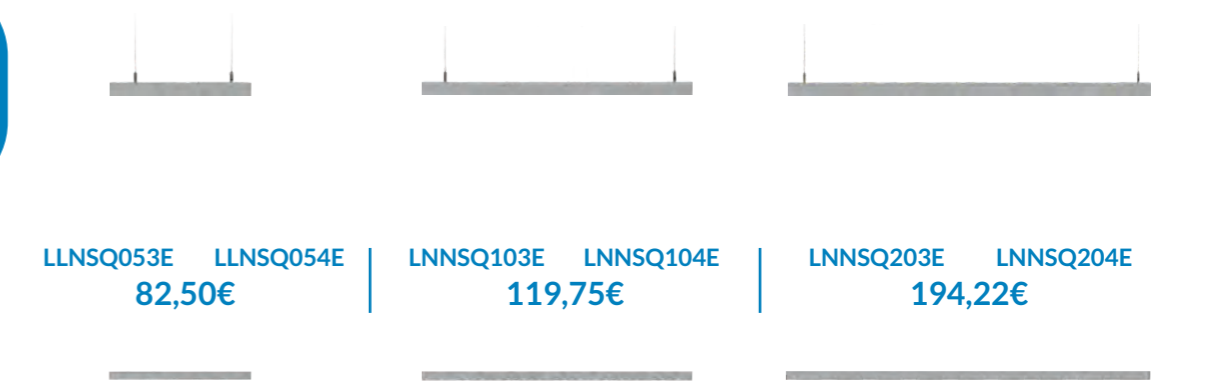 LLNSQ053E LLNSQ054E
82,50€
LNNSQ103E LNNSQ104E
119,75€
LNNSQ203E LNNSQ204E
194,22€